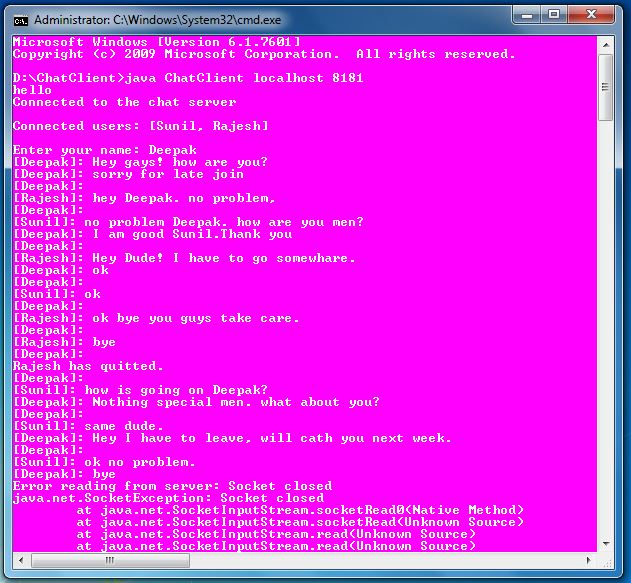 Administrator: C:\Windows\System32\cmd.exe
Microsoft Windows [Version 6.1.7601]
Copyright (c) 2009 Microsoft Corporation.  All rights reserved.
D:\ChatClient>java ChatClient localhost 8181
hello
Connected to the chat server
Connected users: [Sunil, Rajesh]
Enter your name: Deepak
[Deepak]: Hey gays! how are you?
[Deepak]: sorry for late join
[Deepak]:
[Rajesh]: hey Deepak. no problem,
[Deepak]:
[Sunil]: no problem Deepak. how are you men?
[Deepak]: I am good Sunil.Thank you
[Deepak]:
[Rajesh]: Hey Dude! I have to go somewhare.
[Deepak]: ok
[Deepak]:
[Sunil]: ok
[Deepak]:
[Rajesh]: ok bye you guys take care.
[Deepak]:
[Rajesh]: bye
[Deepak]:
Rajesh has quitted.
[Deepak]:
[Sunil]: how is going on Deepak?
[Deepak]: Nothing special men. what about you?
[Deepak]:
[Sunil]: same dude.
[Deepak]: Hey I have to leave, will cath you next week.
[Deepak]:
[Sunil]: ok no problem.
[Deepak]: bye
Error reading from server: Socket closed
java.net.SocketException: Socket closed
        at java.net.SocketInputStream.socketRead0(Native Method)
        at java.net.SocketInputStream.socketRead(Unknown Source)
        at java.net.SocketInputStream.read(Unknown Source)
        at java.net.SocketInputStream.read(Unknown Source)